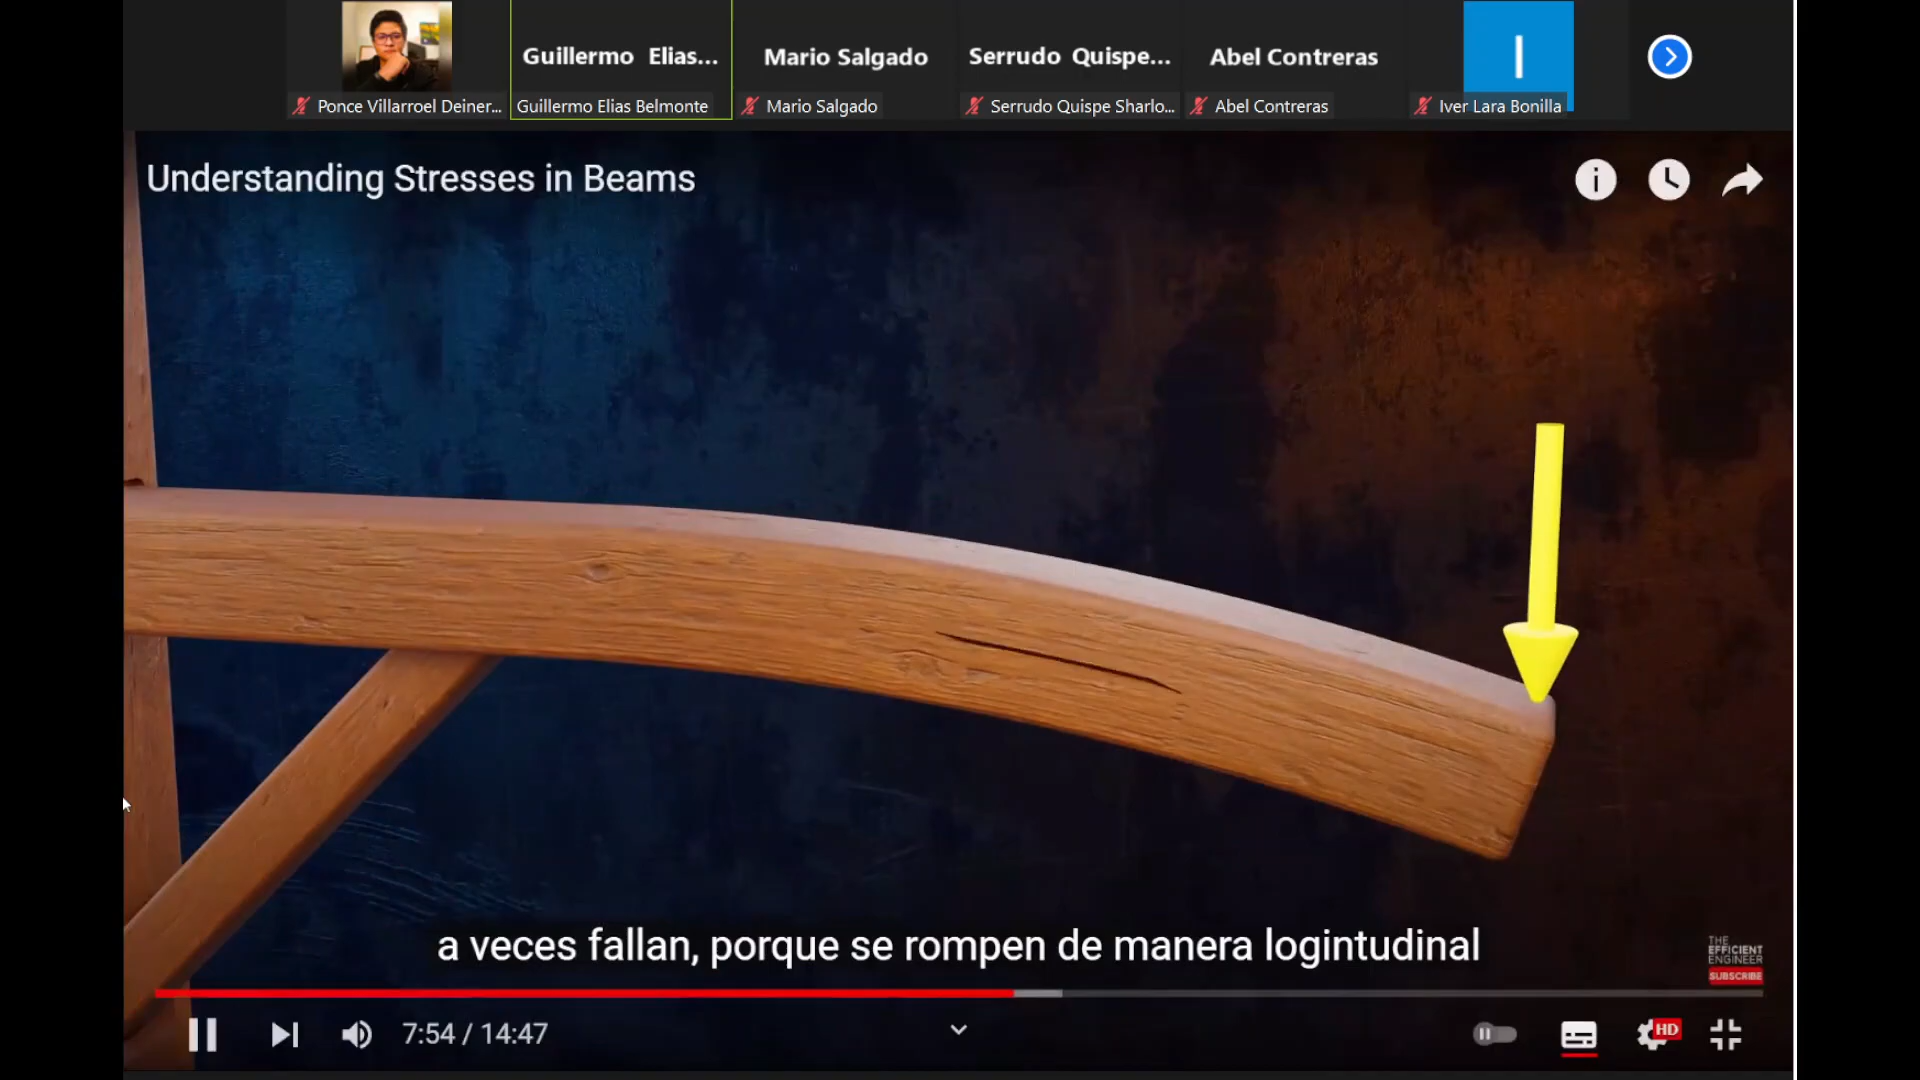 Guillermo Elias...
Mario Salgado
Serrudo Quispe...
Abel Contreras
I
Ponce Villarroel Deiner...
Guillermo Elias Belmonte
Mario Salgado
Serrudo Quispe Sharlo...
Abel Contreras
Iver Lara Bonilla
Understanding Stresses in Beams
a veces fallan, porque se rompen de manera logintudinal
THE
EFFICIENT
ENGINEER
SUBSCRIBE
7:54 / 14:47
HD